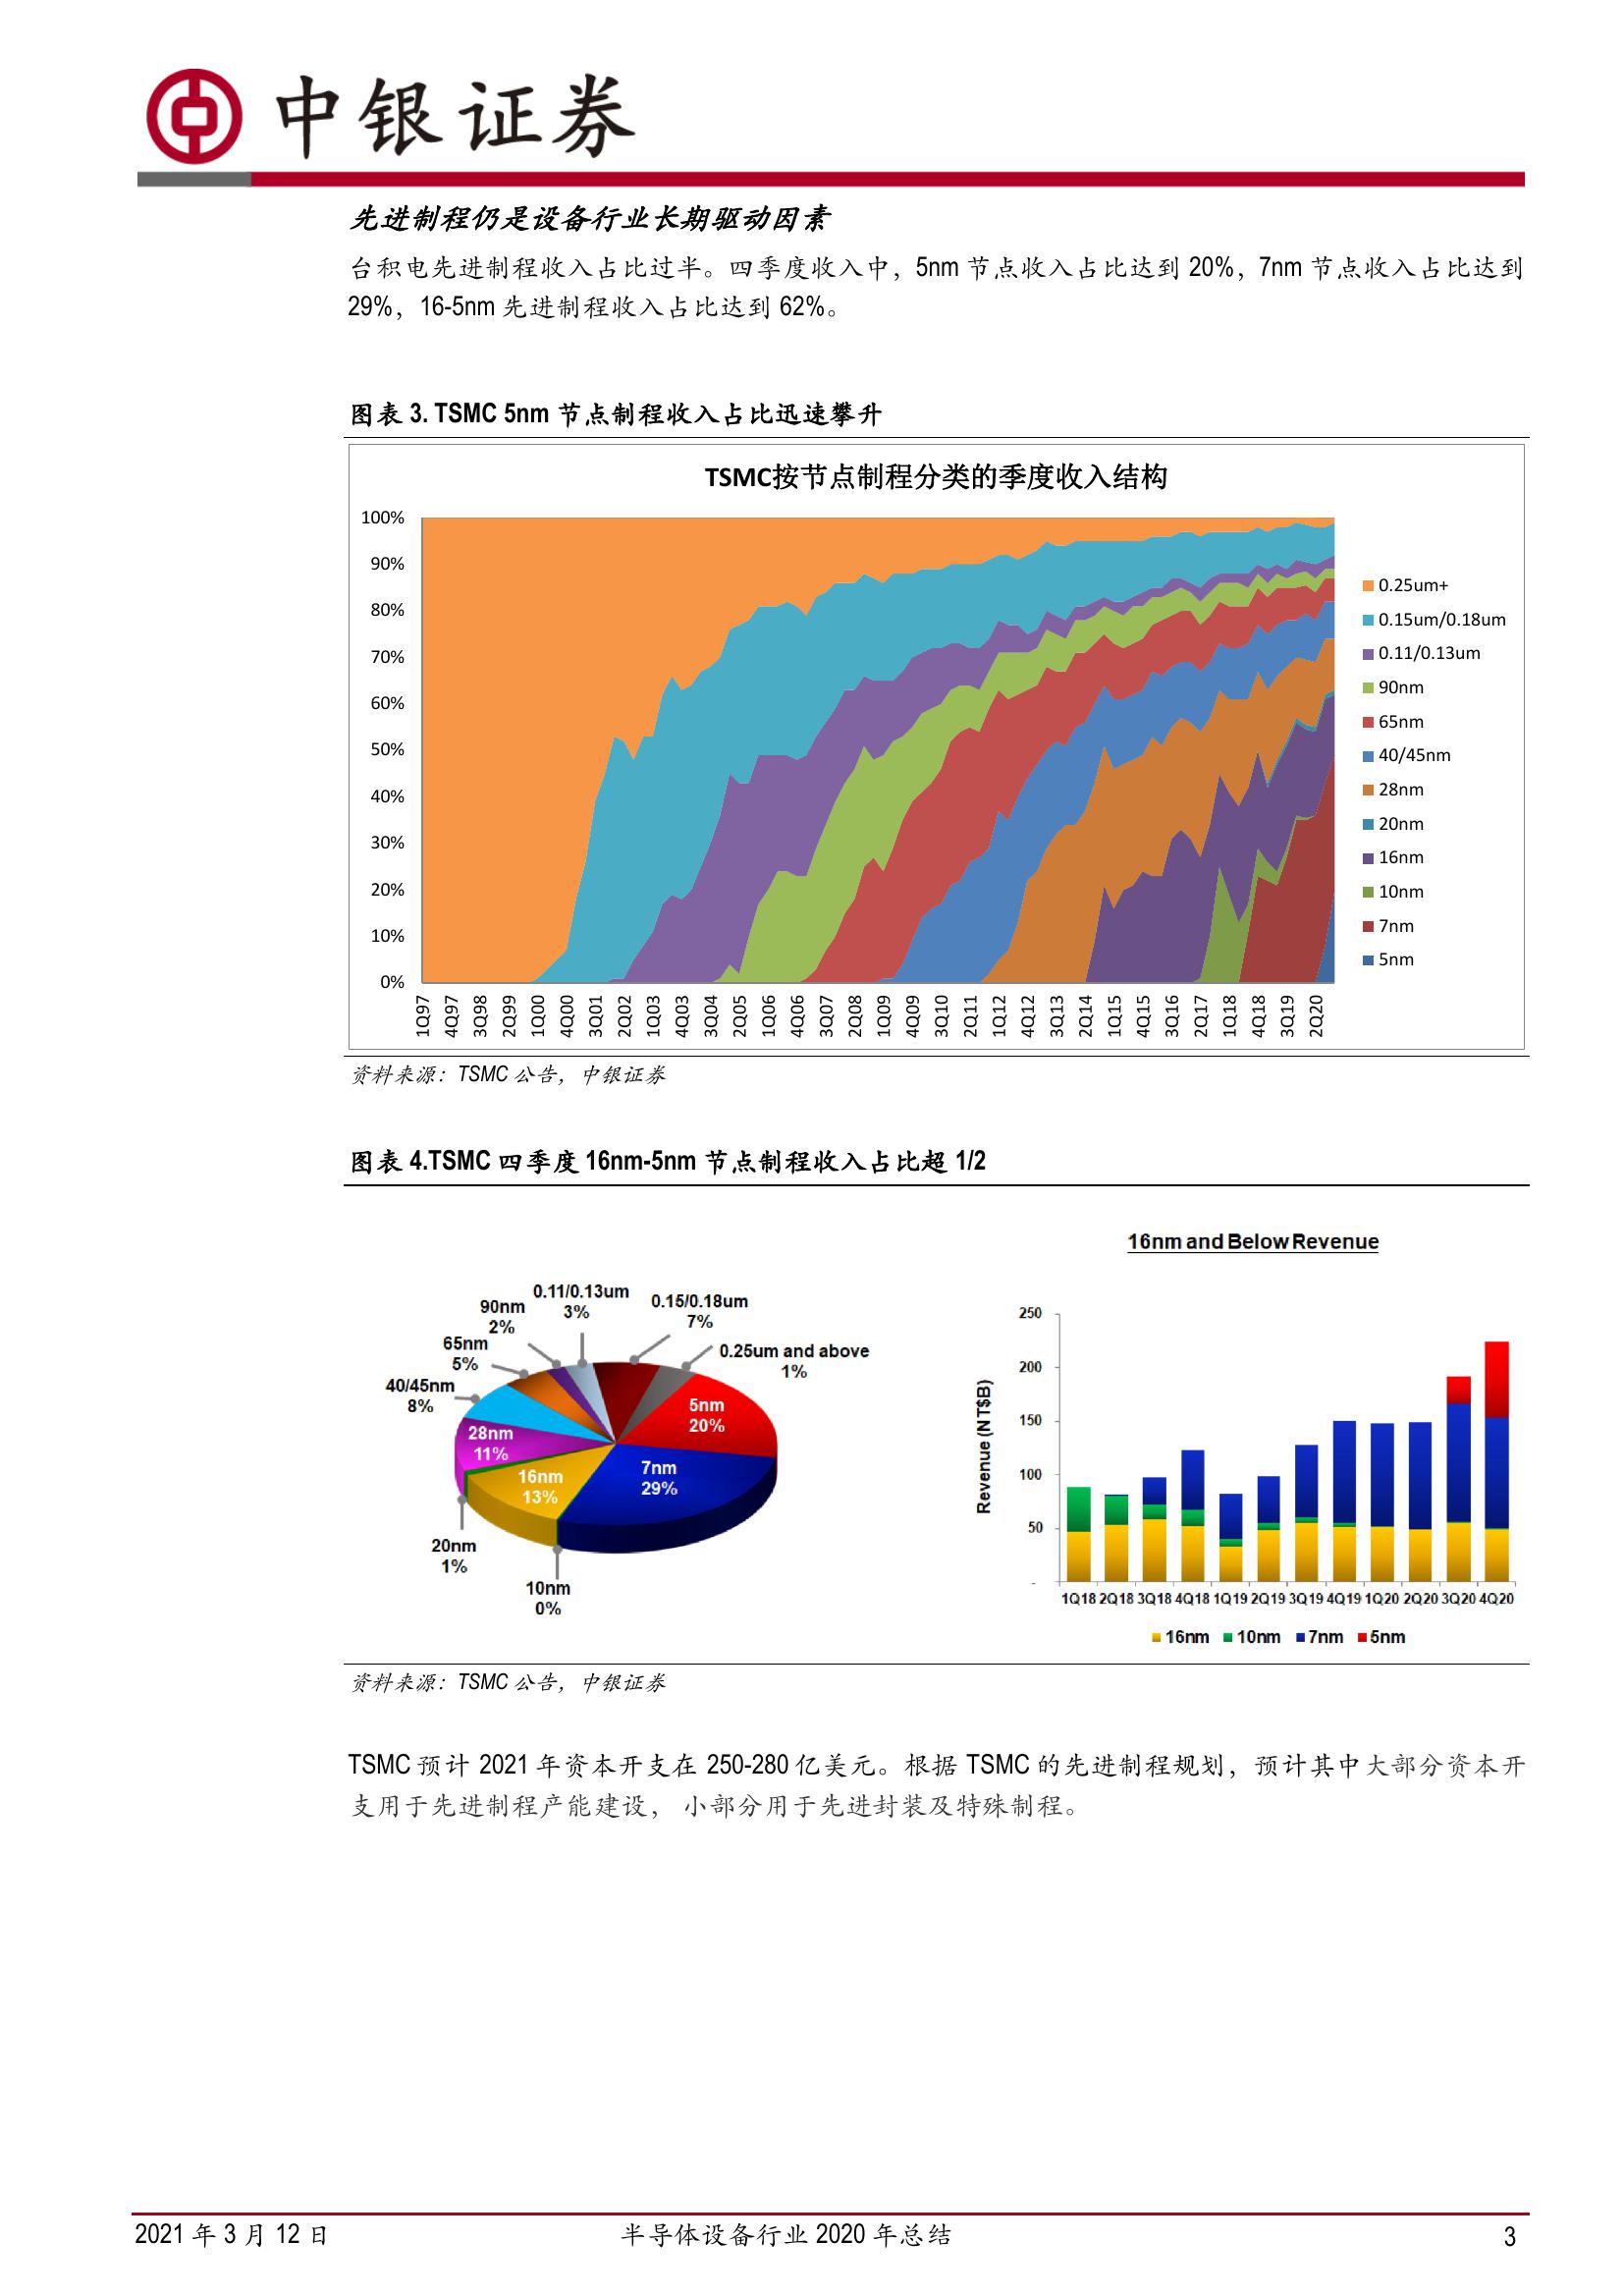 中银证券
先进制程仍是设备行业长期驱动因素
台积电先进制程收入占比过半。四季度收入中，5nm 节点收入占比达到 20%，7nm 节点收入占比达到
29%，16-5nm 先进制程收入占比达到 62%。
图表 3. TSMC 5nm 节点制程收入占比迅速攀升
TSMC按节点制程分类的季度收入结构
100%
90%
80%
70%
60%
50%
40%
30%
20%
10%
0%
1Q97 4Q97 3Q98 2Q99 1Q00 4Q00 3Q01 2Q02 1Q03 4Q03 3Q04 2Q05 1Q06 4Q06 3Q07 2Q08 1Q09 4Q09 3Q10 2Q11 1Q12 4Q12 3Q13 2Q14 1Q15 4Q15 3Q16 2Q17 1Q18 4Q18 3Q19 2Q20
0.25um+
0.15um/0.18um
0.11/0.13um
90nm
65nm
40/45nm
28nm
20nm
16nm
10nm
7nm
5nm
资料来源：TSMC 公告，中银证券
图表 4.TSMC 四季度 16nm-5nm 节点制程收入占比超 1/2
0.11/0.13um
3%
0.15/0.18um
7%
90nm
2%
65nm
5%
0.25um and above
1%
40/45nm
8%
5nm
20%
28nm
11%
7nm
29%
16nm
13%
20nm
1%
10nm
0%
16nm and Below Revenue
Revenue (NT$B)
250
200
150
100
50
-
1Q18 2Q18 3Q18 4Q18 1Q19 2Q19 3Q19 4Q19 1Q20 2Q20 3Q20 4Q20
16nm 10nm 7nm 5nm
资料来源：TSMC 公告，中银证券
TSMC 预计 2021 年资本开支在 250-280 亿美元。根据 TSMC 的先进制程规划，预计其中大部分资本开
支用于先进制程产能建设， 小部分用于先进封装及特殊制程。
2021 年 3 月 12 日 半导体设备行业 2020 年总结 3